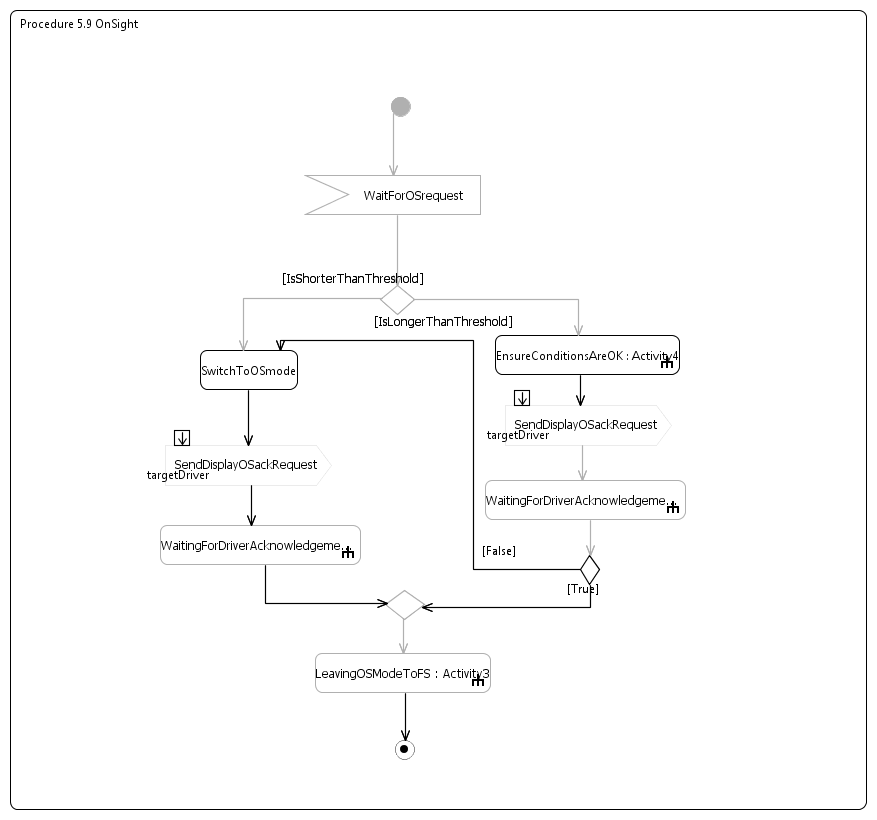 Procedure 5.9 OnSight
WaitForOSrequest
[IsShorterThanThreshold]
[IsLongerThanThreshold]
EnsureConditionsAreOK : Activity4
SwitchToOSmode
SendDisplayOSackRequest
targetDriver
SendDisplayOSackRequest
targetDriver
WaitingForDriverAcknowledgeme...
[False]
WaitingForDriverAcknowledgeme...
[True]
LeavingOSModeToFS : Activity3